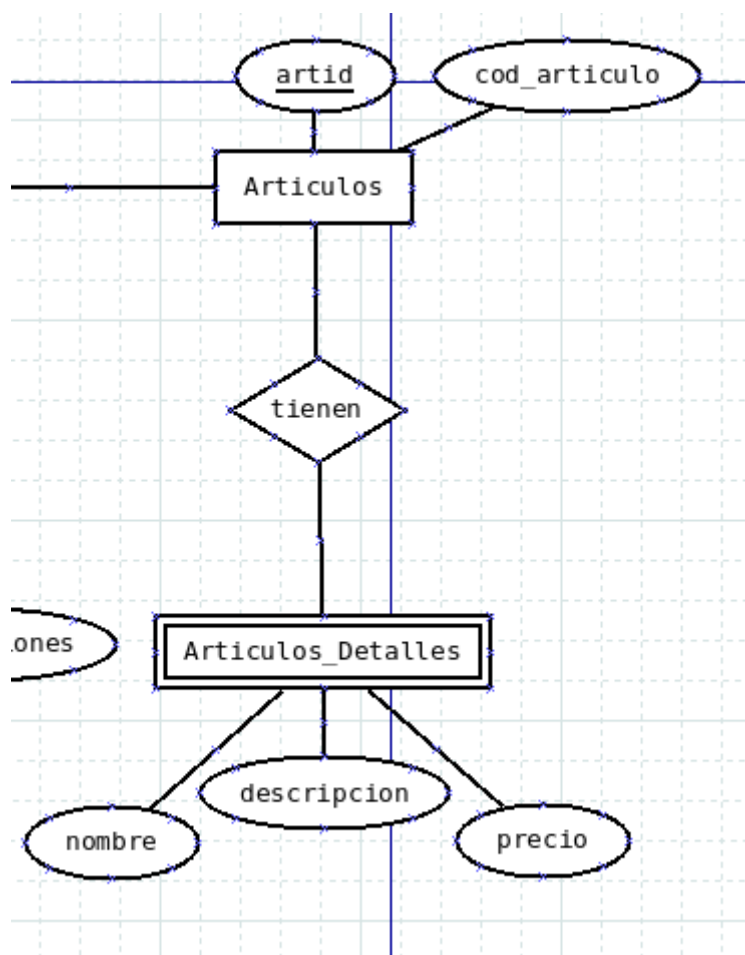 artid
cod_articulo
Articulos
tienen
ones
Articulos_Detalles
descripcion
nombre
precio